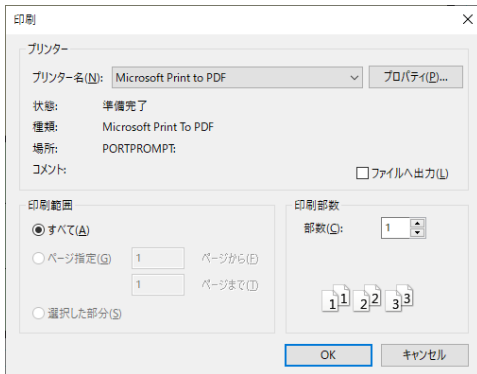 印刷
プリンター
プリンター名(N): Microsoft Print to PDF プロパティ(P)...
状態: 準備完了
種類: Microsoft Print To PDF
場所: PORTPROMPT:
コメント: ファイルへ出力(L)
印刷範囲
すべて(A)
ページ指定(G) 1 ページから(F)
1 ページまで(T)
選択した部分(S)
印刷部数
部数(C): 1
1 1 2 2 3 3
OK キャンセル